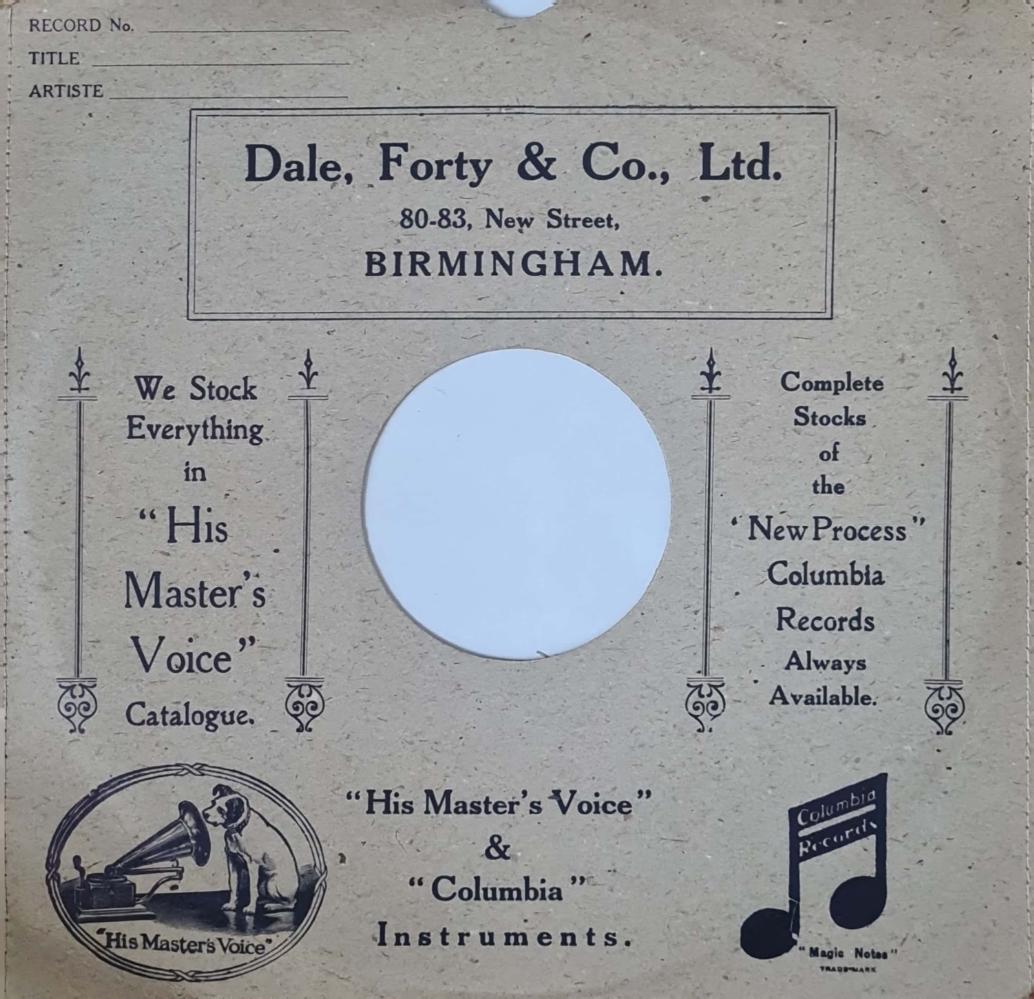 RECORD No.
TITLE
ARTISTE
Dale, Forty & Co., Ltd.
80-83, New Street,
BIRMINGHAM.
We Stock
Everything
in
“His
Master's
Voice”
Catalogue.
Complete
Stocks
of
the
‘New Process”
Columbia
Records
Always
Available.
“His Master's Voice”
&
“Columbia”
Instruments.
"His Master's Voice"
Columbia
Records
"Magic Notes"
TRADE MARK